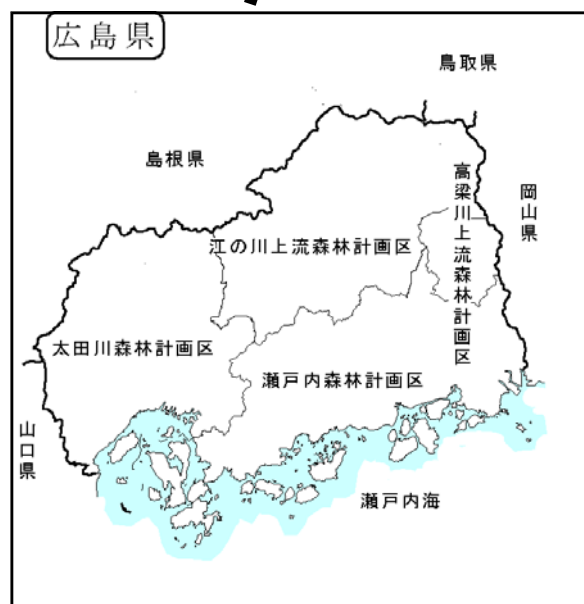 広島県
鳥取県
島根県
岡山県
高梁川上流森林計画区
江の川上流森林計画区
太田川森林計画区
瀬戸内森林計画区
山口県
瀬戸内海